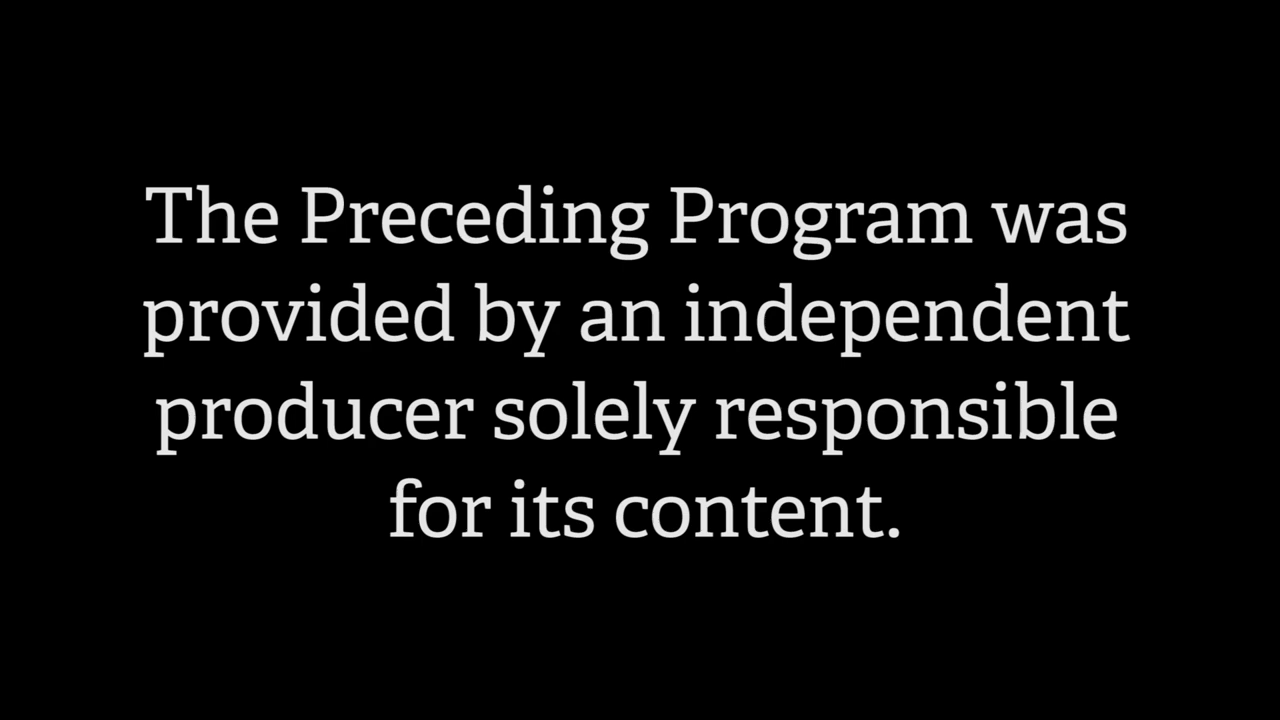 The Preceding Program was
provided by an independent
producer solely responsible
for its content.